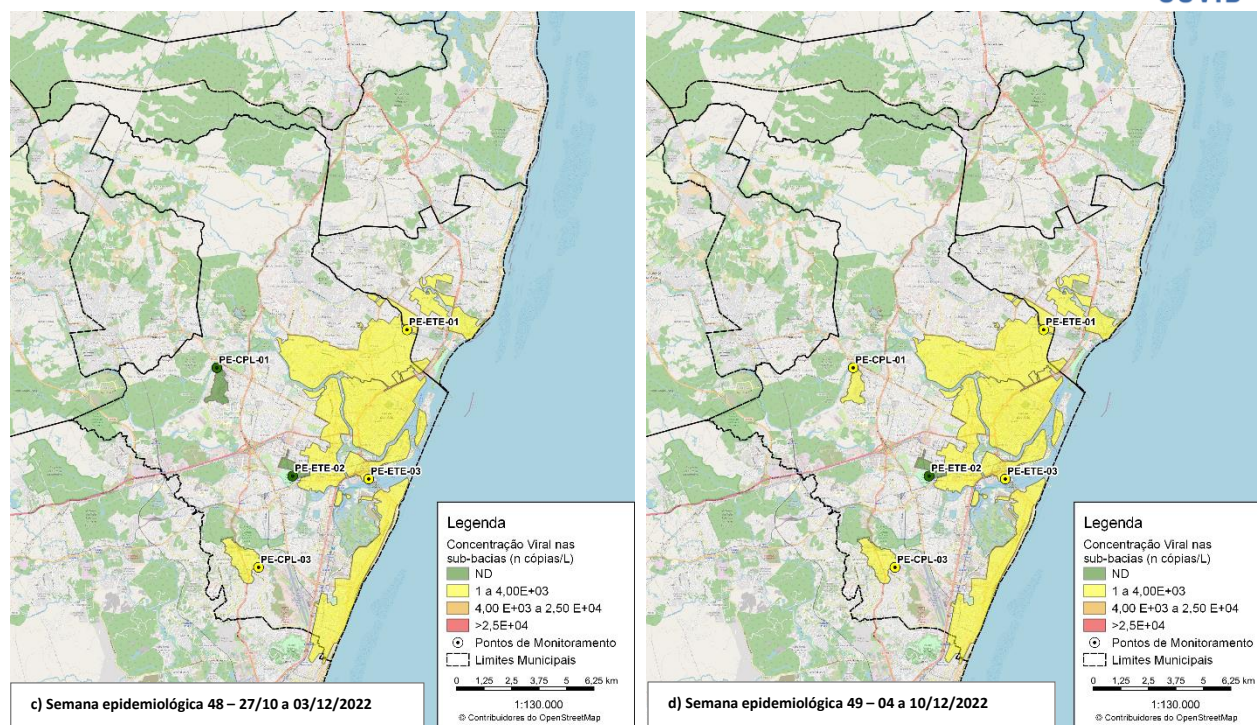 PE-ETE-01
PE-CPL-01
PE-ETE-02
PE-ETE-03
PE-CPL-03
Legenda
Concentração Viral nas
sub-bacias (n cópias/L)
ND
1 a 4,00E+03
4,00 E+03 a 2,50 E+04
>2,5E+04
Pontos de Monitoramento
Limites Municipais
0 1,25 2,5 3,75 5 6,25 km
1:130.000
© Contribuidores do OpenStreetMap
c) Semana epidemiológica 48 – 27/10 a 03/12/2022
PE-ETE-01
PE-CPL-01
PE-ETE-02
PE-ETE-03
PE-CPL-03
Legenda
Concentração Viral nas
sub-bacias (n cópias/L)
ND
1 a 4,00E+03
4,00 E+03 a 2,50 E+04
>2,5E+04
Pontos de Monitoramento
Limites Municipais
0 1,25 2,5 3,75 5 6,25 km
1:130.000
© Contribuidores do OpenStreetMap
d) Semana epidemiológica 49 – 04 a 10/12/2022